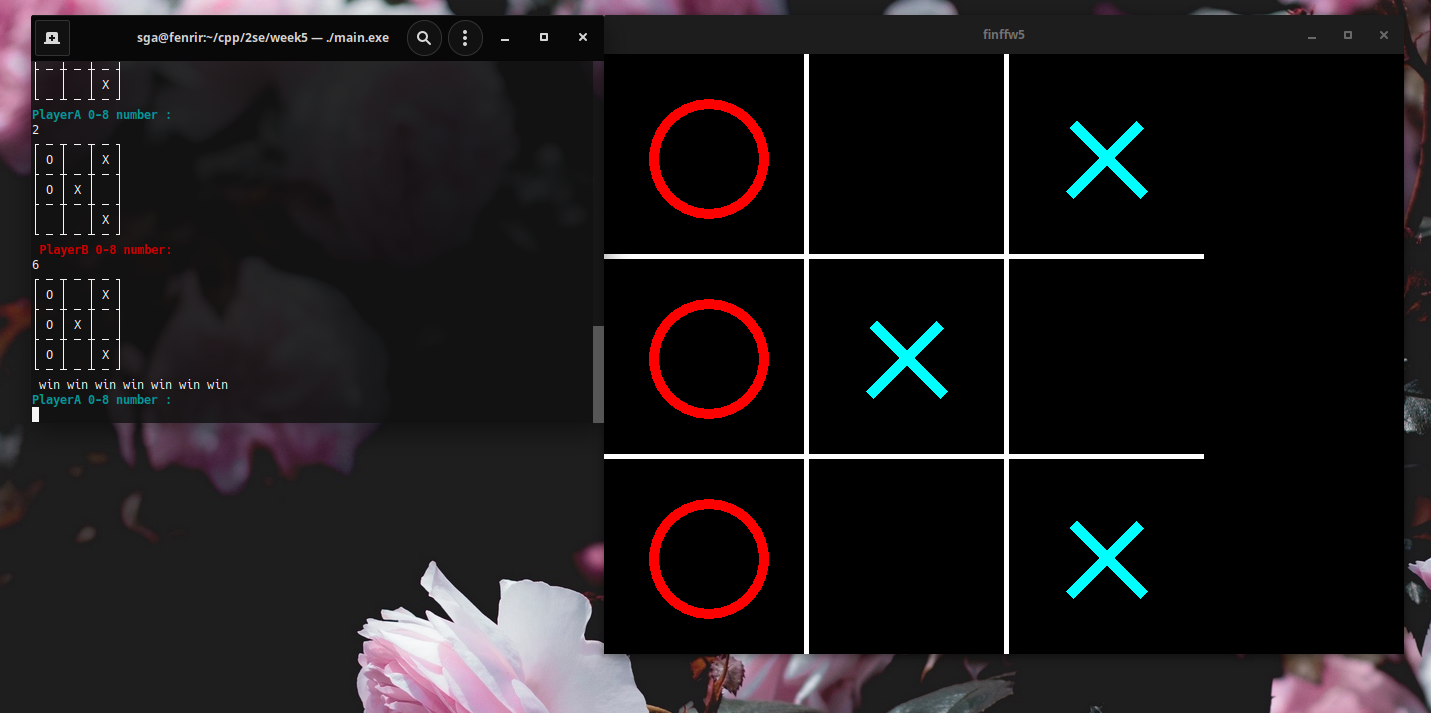 sga@fenrir:~/cpp/2se/week5 — ./main.exe
X
PlayerA 0-8 number :
2
O X
O X
X
PlayerB 0-8 number:
6
O X
O X
O X
win win win win win win win
PlayerA 0-8 number :
finffw5